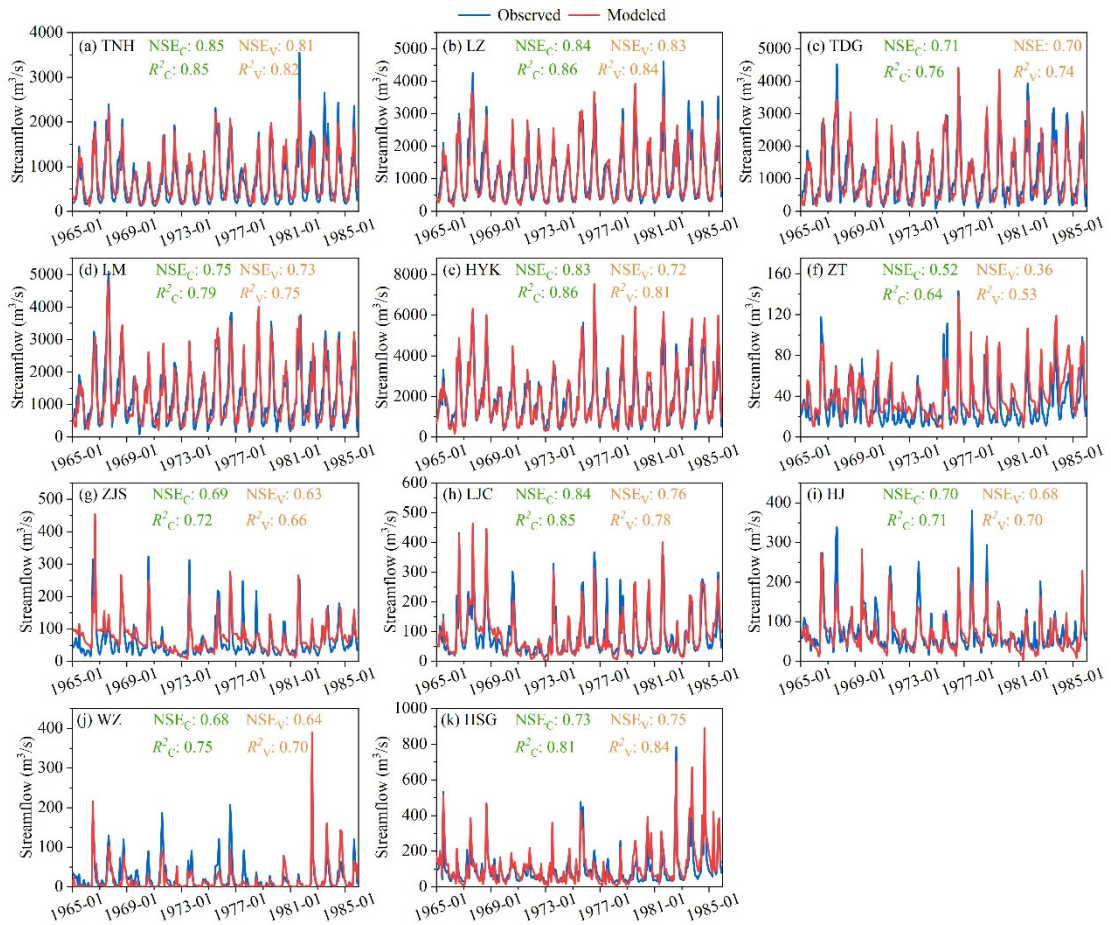 Observed Modeled
(a) TNH NSE_C: 0.85 NSE_V: 0.81
R²_C: 0.85 R²_V: 0.82
Streamflow (m³/s)
4000
3000
2000
1000
0
1965-01 1969-01 1973-01 1977-01 1981-01 1985-01
(b) LZ NSE_C: 0.84 NSE_V: 0.83
R²_C: 0.86 R²_V: 0.84
Streamflow (m³/s)
5000
4000
3000
2000
1000
0
1965-01 1969-01 1973-01 1977-01 1981-01 1985-01
(c) TDG NSE_C: 0.71 NSE: 0.70
R²_C: 0.76 R²_V: 0.74
Streamflow (m³/s)
5000
4000
3000
2000
1000
0
1965-01 1969-01 1973-01 1977-01 1981-01 1985-01
(d) LM NSE_C: 0.75 NSE_V: 0.73
R²_C: 0.79 R²_V: 0.75
Streamflow (m³/s)
5000
4000
3000
2000
1000
0
1965-01 1969-01 1973-01 1977-01 1981-01 1985-01
(e) HYK NSE_C: 0.83 NSE_V: 0.72
R²_C: 0.86 R²_V: 0.81
Streamflow (m³/s)
8000
6000
4000
2000
0
1965-01 1969-01 1973-01 1977-01 1981-01 1985-01
(f) ZT NSE_C: 0.52 NSE_V: 0.36
R²_C: 0.64 R²_V: 0.53
Streamflow (m³/s)
160
120
80
40
0
1965-01 1969-01 1973-01 1977-01 1981-01 1985-01
(g) ZJS NSE_C: 0.69 NSE_V: 0.63
R²_C: 0.72 R²_V: 0.66
Streamflow (m³/s)
500
400
300
200
100
0
1965-01 1969-01 1973-01 1977-01 1981-01 1985-01
(h) LJC NSE_C: 0.84 NSE_V: 0.76
R²_C: 0.85 R²_V: 0.78
Streamflow (m³/s)
500
400
300
200
100
0
1965-01 1969-01 1973-01 1977-01 1981-01 1985-01
(i) HJ NSE_C: 0.70 NSE_V: 0.68
R²_C: 0.71 R²_V: 0.70
Streamflow (m³/s)
400
300
200
100
0
1965-01 1969-01 1973-01 1977-01 1981-01 1985-01
(j) WZ NSE_C: 0.68 NSE_V: 0.64
R²_C: 0.75 R²_V: 0.70
Streamflow (m³/s)
400
300
200
100
0
1965-01 1969-01 1973-01 1977-01 1981-01 1985-01
(k) HSG NSE_C: 0.73 NSE_V: 0.75
R²_C: 0.81 R²_V: 0.84
Streamflow (m³/s)
1000
800
600
400
200
0
1965-01 1969-01 1973-01 1977-01 1981-01 1985-01